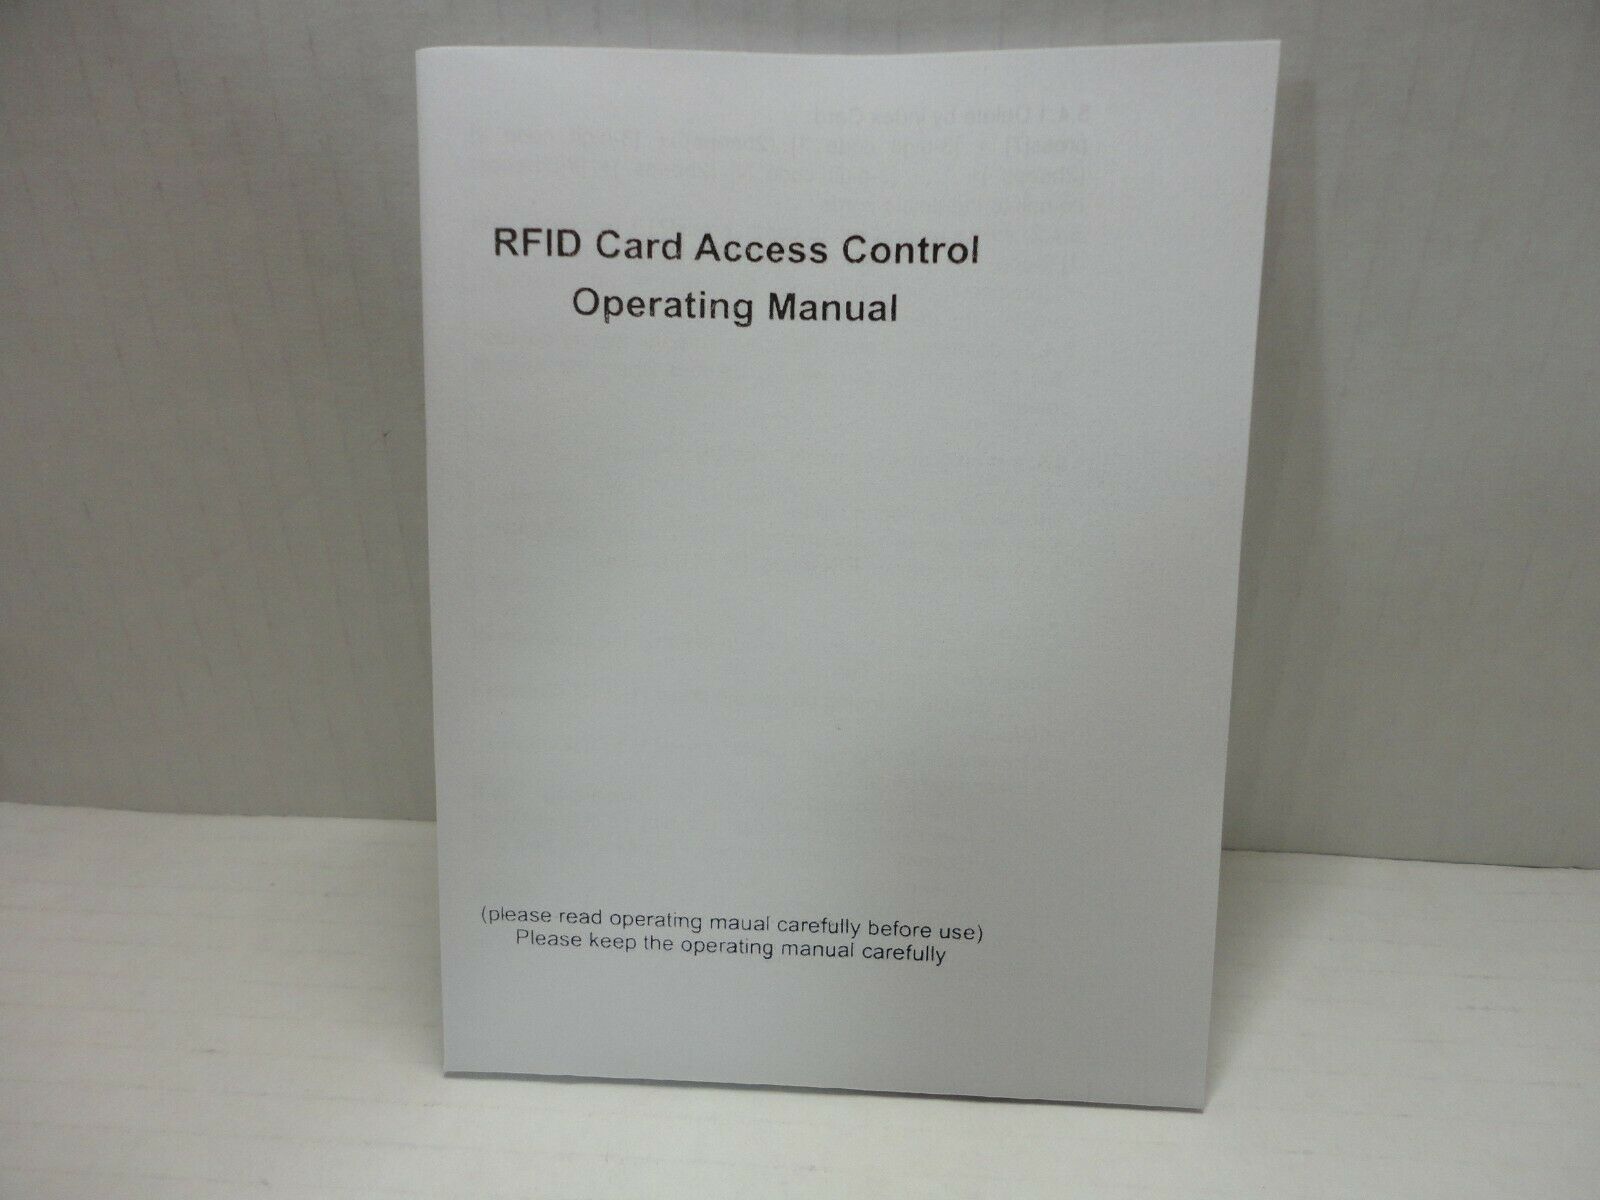 RFID Card Access Control
Operating Manual
(please read operating maual carefully before use)
Please keep the operating manual carefully